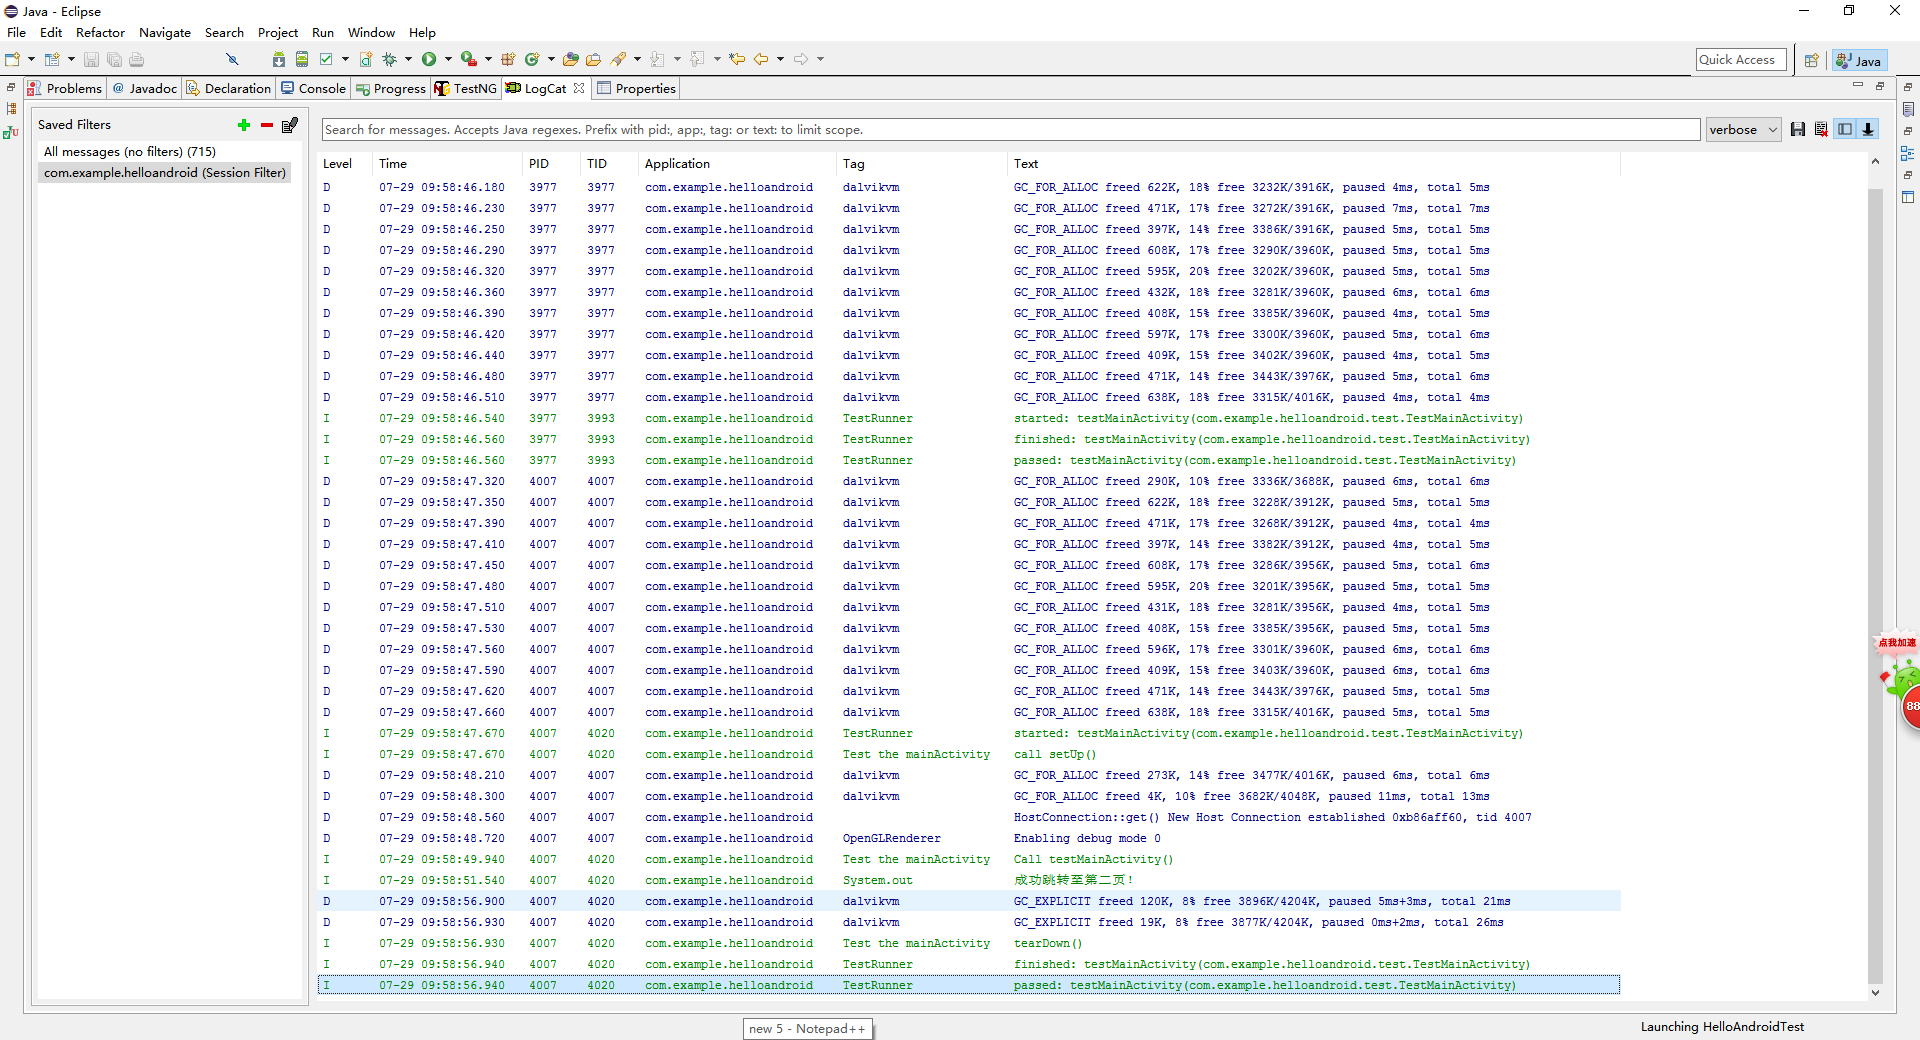 Java - Eclipse
File Edit Refactor Navigate Search Project Run Window Help
Quick Access Java
Problems @ Javadoc Declaration Console Progress TestNG LogCat Properties
Saved Filters
All messages (no filters) (715)
com.example.helloandroid (Session Filter)
Search for messages. Accepts Java regexes. Prefix with pid:, app:, tag: or text: to limit scope. verbose
Level Time PID TID Application Tag Text
D 07-29 09:58:46.180 3977 3977 com.example.helloandroid dalvikvm GC_FOR_ALLOC freed 622K, 18% free 3232K/3916K, paused 4ms, total 5ms
D 07-29 09:58:46.230 3977 3977 com.example.helloandroid dalvikvm GC_FOR_ALLOC freed 471K, 17% free 3272K/3916K, paused 7ms, total 7ms
D 07-29 09:58:46.250 3977 3977 com.example.helloandroid dalvikvm GC_FOR_ALLOC freed 397K, 14% free 3386K/3916K, paused 5ms, total 5ms
D 07-29 09:58:46.290 3977 3977 com.example.helloandroid dalvikvm GC_FOR_ALLOC freed 608K, 17% free 3290K/3960K, paused 5ms, total 5ms
D 07-29 09:58:46.320 3977 3977 com.example.helloandroid dalvikvm GC_FOR_ALLOC freed 595K, 20% free 3202K/3960K, paused 5ms, total 5ms
D 07-29 09:58:46.360 3977 3977 com.example.helloandroid dalvikvm GC_FOR_ALLOC freed 432K, 18% free 3281K/3960K, paused 6ms, total 6ms
D 07-29 09:58:46.390 3977 3977 com.example.helloandroid dalvikvm GC_FOR_ALLOC freed 408K, 15% free 3385K/3960K, paused 4ms, total 5ms
D 07-29 09:58:46.420 3977 3977 com.example.helloandroid dalvikvm GC_FOR_ALLOC freed 597K, 17% free 3300K/3960K, paused 5ms, total 6ms
D 07-29 09:58:46.440 3977 3977 com.example.helloandroid dalvikvm GC_FOR_ALLOC freed 409K, 15% free 3402K/3960K, paused 4ms, total 5ms
D 07-29 09:58:46.480 3977 3977 com.example.helloandroid dalvikvm GC_FOR_ALLOC freed 471K, 14% free 3443K/3976K, paused 5ms, total 6ms
D 07-29 09:58:46.510 3977 3977 com.example.helloandroid dalvikvm GC_FOR_ALLOC freed 638K, 18% free 3315K/4016K, paused 4ms, total 4ms
I 07-29 09:58:46.540 3977 3993 com.example.helloandroid TestRunner started: testMainActivity(com.example.helloandroid.test.TestMainActivity)
I 07-29 09:58:46.560 3977 3993 com.example.helloandroid TestRunner finished: testMainActivity(com.example.helloandroid.test.TestMainActivity)
I 07-29 09:58:46.560 3977 3993 com.example.helloandroid TestRunner passed: testMainActivity(com.example.helloandroid.test.TestMainActivity)
D 07-29 09:58:47.320 4007 4007 com.example.helloandroid dalvikvm GC_FOR_ALLOC freed 290K, 10% free 3336K/3688K, paused 6ms, total 6ms
D 07-29 09:58:47.350 4007 4007 com.example.helloandroid dalvikvm GC_FOR_ALLOC freed 622K, 18% free 3228K/3912K, paused 5ms, total 5ms
D 07-29 09:58:47.390 4007 4007 com.example.helloandroid dalvikvm GC_FOR_ALLOC freed 471K, 17% free 3268K/3912K, paused 4ms, total 4ms
D 07-29 09:58:47.410 4007 4007 com.example.helloandroid dalvikvm GC_FOR_ALLOC freed 397K, 14% free 3382K/3912K, paused 4ms, total 5ms
D 07-29 09:58:47.450 4007 4007 com.example.helloandroid dalvikvm GC_FOR_ALLOC freed 608K, 17% free 3286K/3956K, paused 5ms, total 6ms
D 07-29 09:58:47.480 4007 4007 com.example.helloandroid dalvikvm GC_FOR_ALLOC freed 595K, 20% free 3201K/3956K, paused 5ms, total 5ms
D 07-29 09:58:47.510 4007 4007 com.example.helloandroid dalvikvm GC_FOR_ALLOC freed 431K, 18% free 3281K/3956K, paused 4ms, total 5ms
D 07-29 09:58:47.530 4007 4007 com.example.helloandroid dalvikvm GC_FOR_ALLOC freed 408K, 15% free 3385K/3956K, paused 5ms, total 5ms
D 07-29 09:58:47.560 4007 4007 com.example.helloandroid dalvikvm GC_FOR_ALLOC freed 596K, 17% free 3301K/3960K, paused 6ms, total 6ms
D 07-29 09:58:47.590 4007 4007 com.example.helloandroid dalvikvm GC_FOR_ALLOC freed 409K, 15% free 3403K/3960K, paused 6ms, total 6ms
D 07-29 09:58:47.620 4007 4007 com.example.helloandroid dalvikvm GC_FOR_ALLOC freed 471K, 14% free 3443K/3976K, paused 5ms, total 5ms
D 07-29 09:58:47.660 4007 4007 com.example.helloandroid dalvikvm GC_FOR_ALLOC freed 638K, 18% free 3315K/4016K, paused 5ms, total 5ms
I 07-29 09:58:47.670 4007 4020 com.example.helloandroid TestRunner started: testMainActivity(com.example.helloandroid.test.TestMainActivity)
I 07-29 09:58:47.670 4007 4020 com.example.helloandroid Test the mainActivity call setUp()
D 07-29 09:58:48.210 4007 4007 com.example.helloandroid dalvikvm GC_FOR_ALLOC freed 273K, 14% free 3477K/4016K, paused 6ms, total 6ms
D 07-29 09:58:48.300 4007 4007 com.example.helloandroid dalvikvm GC_FOR_ALLOC freed 4K, 10% free 3682K/4048K, paused 11ms, total 13ms
D 07-29 09:58:48.560 4007 4007 com.example.helloandroid HostConnection::get() New Host Connection established 0xb86aff60, tid 4007
D 07-29 09:58:48.720 4007 4007 com.example.helloandroid OpenGLRenderer Enabling debug mode 0
I 07-29 09:58:49.940 4007 4020 com.example.helloandroid Test the mainActivity Call testMainActivity()
I 07-29 09:58:51.540 4007 4020 com.example.helloandroid System.out 成功跳转至第二页!
D 07-29 09:58:56.900 4007 4020 com.example.helloandroid dalvikvm GC_EXPLICIT freed 120K, 8% free 3896K/4204K, paused 5ms+3ms, total 21ms
D 07-29 09:58:56.930 4007 4020 com.example.helloandroid dalvikvm GC_EXPLICIT freed 19K, 8% free 3877K/4204K, paused 0ms+2ms, total 26ms
I 07-29 09:58:56.930 4007 4020 com.example.helloandroid Test the mainActivity tearDown()
I 07-29 09:58:56.940 4007 4020 com.example.helloandroid TestRunner finished: testMainActivity(com.example.helloandroid.test.TestMainActivity)
I 07-29 09:58:56.940 4007 4020 com.example.helloandroid TestRunner passed: testMainActivity(com.example.helloandroid.test.TestMainActivity)
点我加速
88
new 5 - Notepad++
Launching HelloAndroidTest